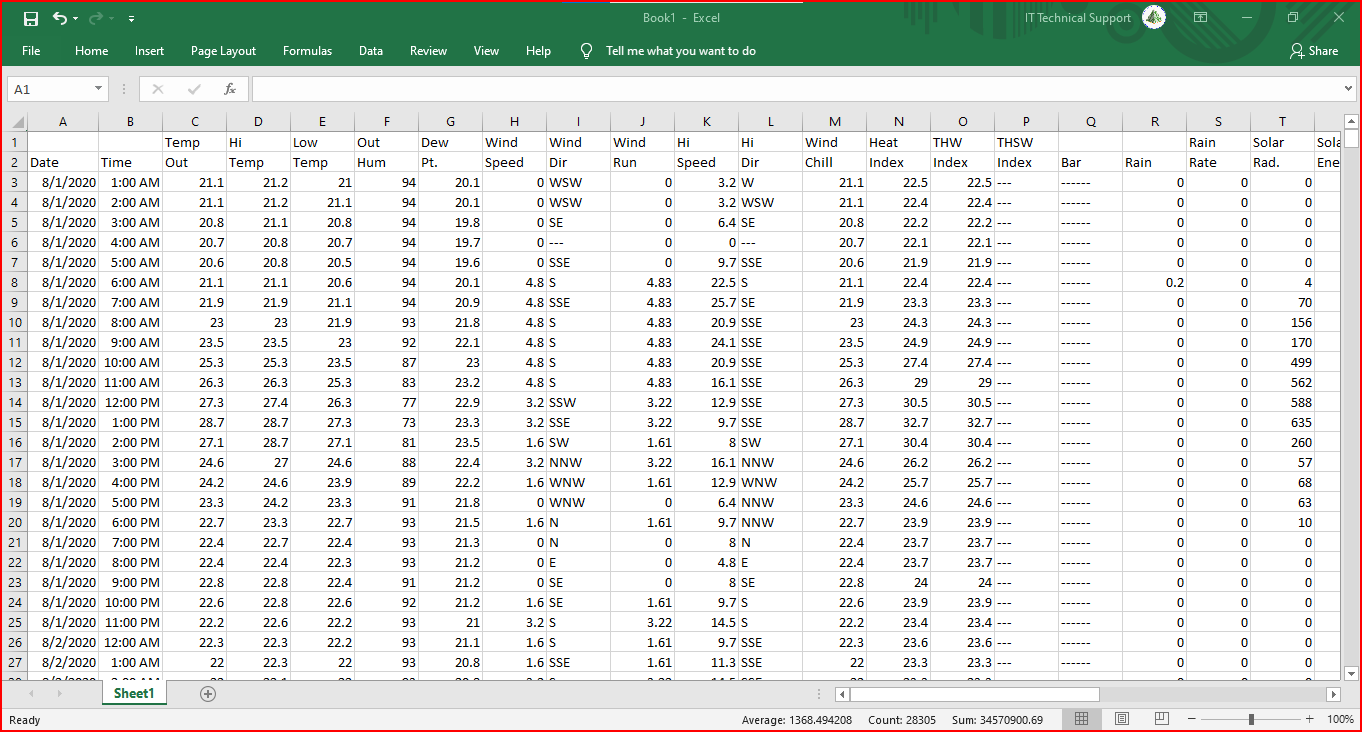 Book1 - Excel IT Technical Support
File Home Insert Page Layout Formulas Data Review View Help Tell me what you want to do Share
A1 fx
A B C D E F G H I J K L M N O P Q R S T
1 Temp Hi Low Out Dew Wind Wind Wind Hi Hi Wind Heat THW THSW Rain Solar Sola
2 Date Time Out Temp Temp Hum Pt. Speed Dir Run Speed Dir Chill Index Index Index Bar Rain Rate Rad. Ene
3 8/1/2020 1:00 AM 21.1 21.2 21 94 20.1 0 WSW 0 3.2 W 21.1 22.5 22.5 --- ------ 0 0 0
4 8/1/2020 2:00 AM 21.1 21.2 21.1 94 20.1 0 WSW 0 3.2 WSW 21.1 22.4 22.4 --- ------ 0 0 0
5 8/1/2020 3:00 AM 20.8 21.1 20.8 94 19.8 0 SE 0 6.4 SE 20.8 22.2 22.2 --- ------ 0 0 0
6 8/1/2020 4:00 AM 20.7 20.8 20.7 94 19.7 0 --- 0 0 --- 20.7 22.1 22.1 --- ------ 0 0 0
7 8/1/2020 5:00 AM 20.6 20.8 20.5 94 19.6 0 SSE 0 9.7 SSE 20.6 21.9 21.9 --- ------ 0 0 0
8 8/1/2020 6:00 AM 21.1 21.1 20.6 94 20.1 4.8 S 4.83 22.5 S 21.1 22.4 22.4 --- ------ 0.2 0 4
9 8/1/2020 7:00 AM 21.9 21.9 21.1 94 20.9 4.8 SSE 4.83 25.7 SE 21.9 23.3 23.3 --- ------ 0 0 70
10 8/1/2020 8:00 AM 23 23 21.9 93 21.8 4.8 S 4.83 20.9 SSE 23 24.3 24.3 --- ------ 0 0 156
11 8/1/2020 9:00 AM 23.5 23.5 23 92 22.1 4.8 S 4.83 24.1 SSE 23.5 24.9 24.9 --- ------ 0 0 170
12 8/1/2020 10:00 AM 25.3 25.3 23.5 87 23 4.8 S 4.83 20.9 SSE 25.3 27.4 27.4 --- ------ 0 0 499
13 8/1/2020 11:00 AM 26.3 26.3 25.3 83 23.2 4.8 S 4.83 16.1 SSE 26.3 29 29 --- ------ 0 0 562
14 8/1/2020 12:00 PM 27.3 27.4 26.3 77 22.9 3.2 SSW 3.22 12.9 SSE 27.3 30.5 30.5 --- ------ 0 0 588
15 8/1/2020 1:00 PM 28.7 28.7 27.3 73 23.3 3.2 SSE 3.22 9.7 SSE 28.7 32.7 32.7 --- ------ 0 0 635
16 8/1/2020 2:00 PM 27.1 28.7 27.1 81 23.5 1.6 SW 1.61 8 SW 27.1 30.4 30.4 --- ------ 0 0 260
17 8/1/2020 3:00 PM 24.6 27 24.6 88 22.4 3.2 NNW 3.22 16.1 NNW 24.6 26.2 26.2 --- ------ 0 0 57
18 8/1/2020 4:00 PM 24.2 24.6 23.9 89 22.2 1.6 WNW 1.61 12.9 WNW 24.2 25.7 25.7 --- ------ 0 0 68
19 8/1/2020 5:00 PM 23.3 24.2 23.3 91 21.8 0 WNW 0 6.4 NNW 23.3 24.6 24.6 --- ------ 0 0 63
20 8/1/2020 6:00 PM 22.7 23.3 22.7 93 21.5 1.6 N 1.61 9.7 NNW 22.7 23.9 23.9 --- ------ 0 0 10
21 8/1/2020 7:00 PM 22.4 22.7 22.4 93 21.3 0 N 0 8 N 22.4 23.7 23.7 --- ------ 0 0 0
22 8/1/2020 8:00 PM 22.4 22.4 22.3 93 21.2 0 E 0 4.8 E 22.4 23.7 23.7 --- ------ 0 0 0
23 8/1/2020 9:00 PM 22.8 22.8 22.4 91 21.2 0 SE 0 8 SE 22.8 24 24 --- ------ 0 0 0
24 8/1/2020 10:00 PM 22.6 22.8 22.6 92 21.2 1.6 SE 1.61 9.7 S 22.6 23.9 23.9 --- ------ 0 0 0
25 8/1/2020 11:00 PM 22.2 22.6 22.2 93 21 3.2 S 3.22 14.5 S 22.2 23.4 23.4 --- ------ 0 0 0
26 8/2/2020 12:00 AM 22.3 22.3 22.2 93 21.1 1.6 S 1.61 9.7 SSE 22.3 23.6 23.6 --- ------ 0 0 0
27 8/2/2020 1:00 AM 22 22.3 22 93 20.8 1.6 SSE 1.61 11.3 SSE 22 23.3 23.3 --- ------ 0 0 0
Sheet1
Ready Average: 1368.494208 Count: 28305 Sum: 34570900.69 100%